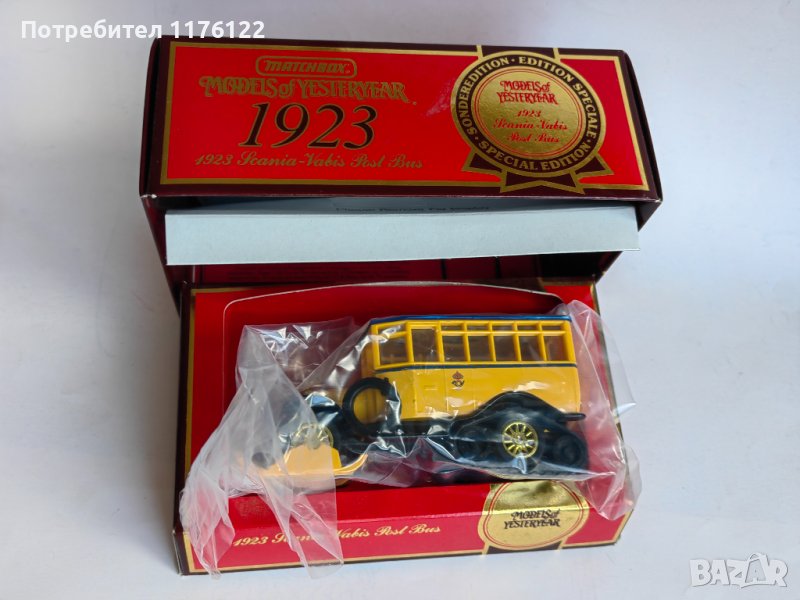 Потребител 1176122
MATCHBOX
MODELS of YESTERYEAR
1923
1923 Scania-Vabis Post Bus
SONDEREDITION · EDITION SPECIALE · SPECIAL EDITION ·
MODELS of
YESTERYEAR
1923
Scania-Vabis
Post Bus
1923 Scania-Vabis Post Bus
MODELS of
YESTERYEAR
BAZAR